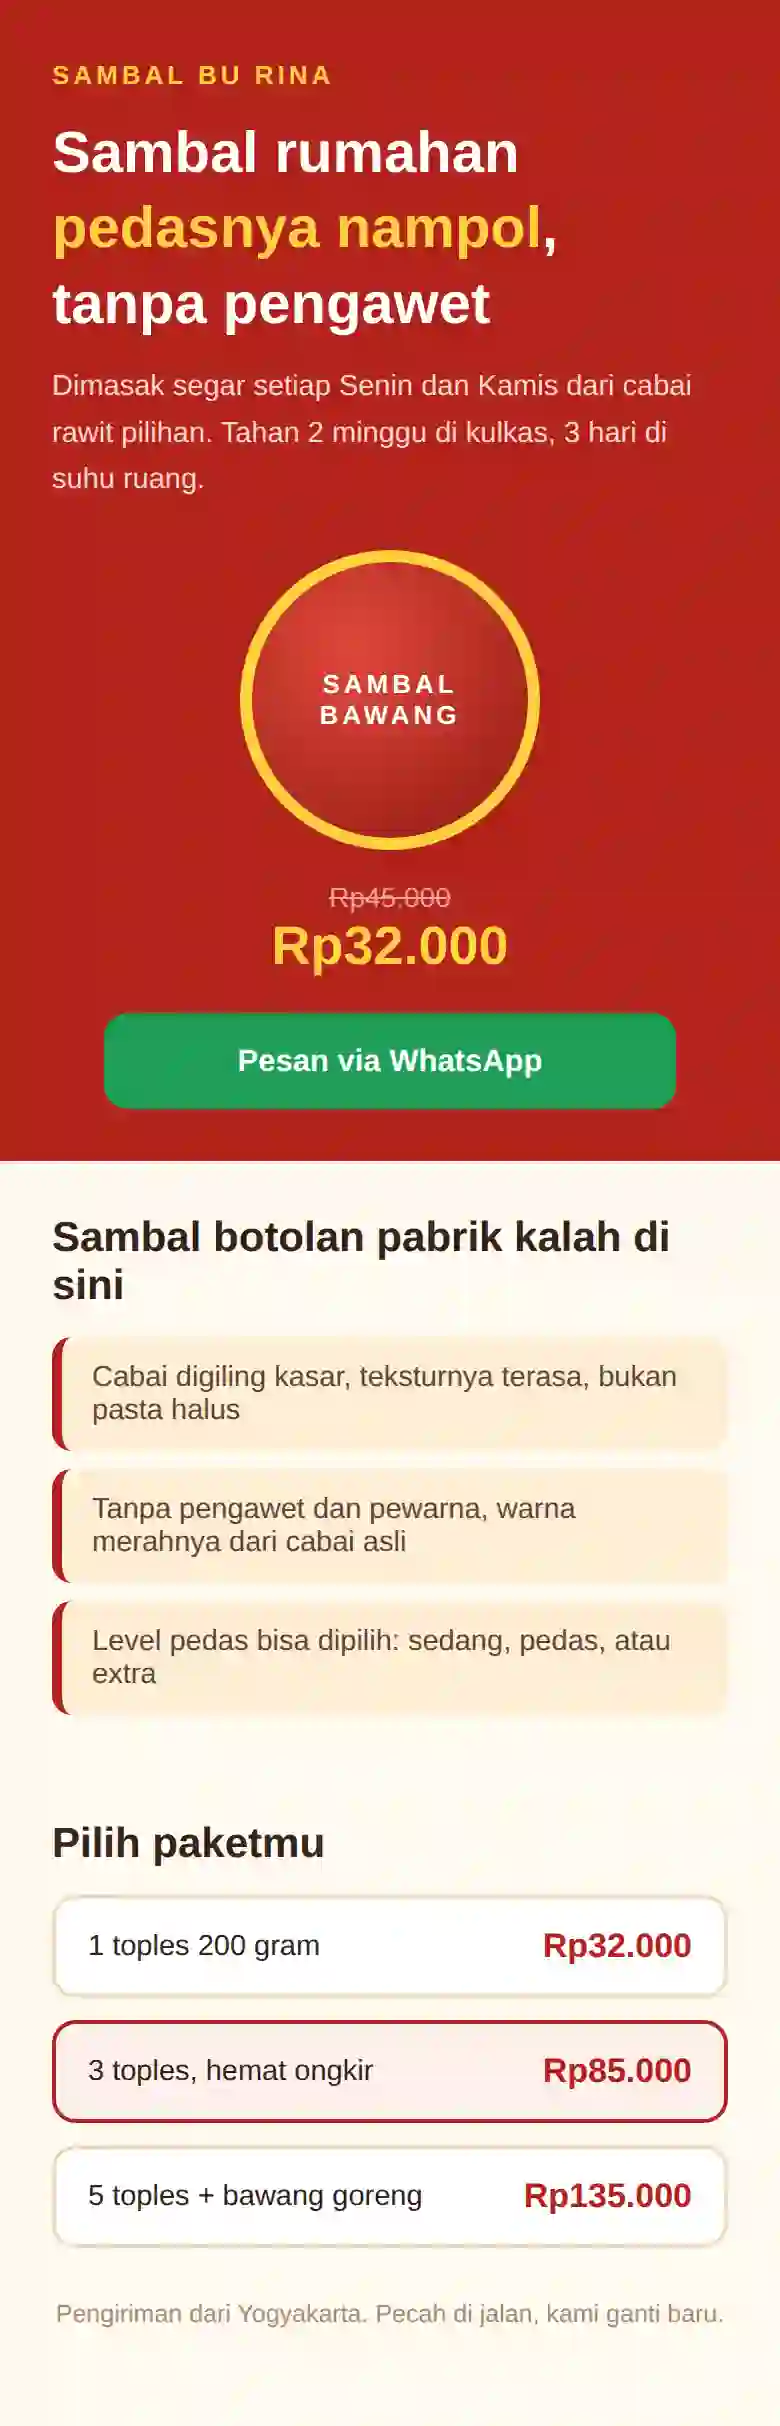 SAMBAL BU RINA
Sambal rumahan
pedasnya nampol,
tanpa pengawet
Dimasak segar setiap Senin dan Kamis dari cabai
rawit pilihan. Tahan 2 minggu di kulkas, 3 hari di
suhu ruang.
SAMBAL
BAWANG
Rp45.000
Rp32.000
Pesan via WhatsApp
Sambal botolan pabrik kalah di
sini
Cabai digiling kasar, teksturnya terasa, bukan
pasta halus
Tanpa pengawet dan pewarna, warna
merahnya dari cabai asli
Level pedas bisa dipilih: sedang, pedas, atau
extra
Pilih paketmu
1 toples 200 gram Rp32.000
3 toples, hemat ongkir Rp85.000
5 toples + bawang goreng Rp135.000
Pengiriman dari Yogyakarta. Pecah di jalan, kami ganti baru.